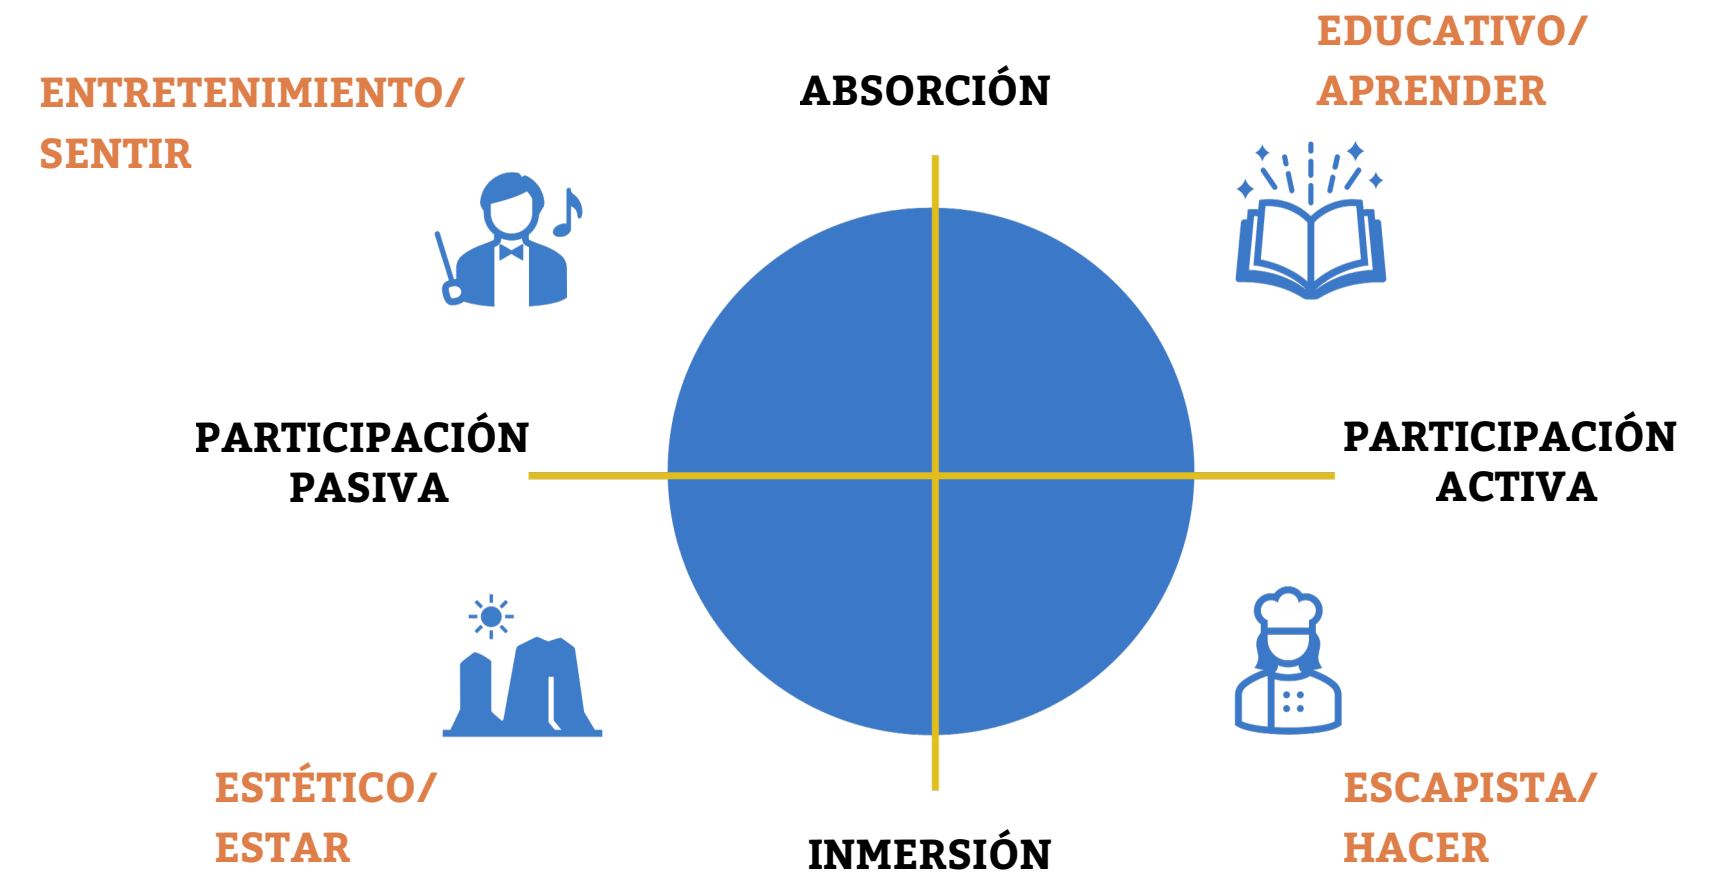 ENTRETENIMIENTO/
SENTIR
ABSORCIÓN
EDUCATIVO/
APRENDER
PARTICIPACIÓN
PASIVA
PARTICIPACIÓN
ACTIVA
ESTÉTICO/
ESTAR
INMERSIÓN
ESCAPISTA/
HACER